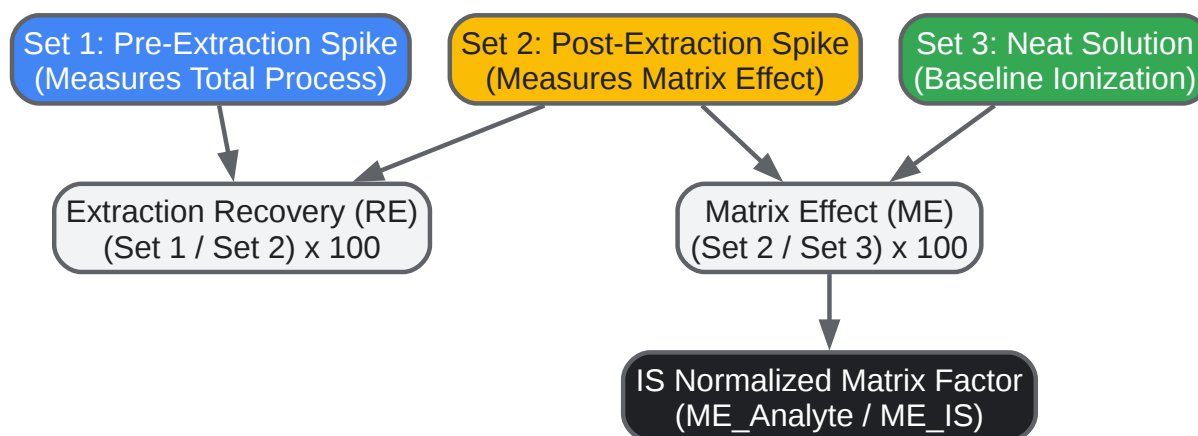 Set 1: Pre-Extraction Spike
(Measures Total Process)
Set 2: Post-Extraction Spike
(Measures Matrix Effect)
Set 3: Neat Solution
(Baseline Ionization)
Extraction Recovery (RE)
(Set 1 / Set 2) x 100
Matrix Effect (ME)
(Set 2 / Set 3) x 100
IS Normalized Matrix Factor
(ME_Analyte / ME_IS)